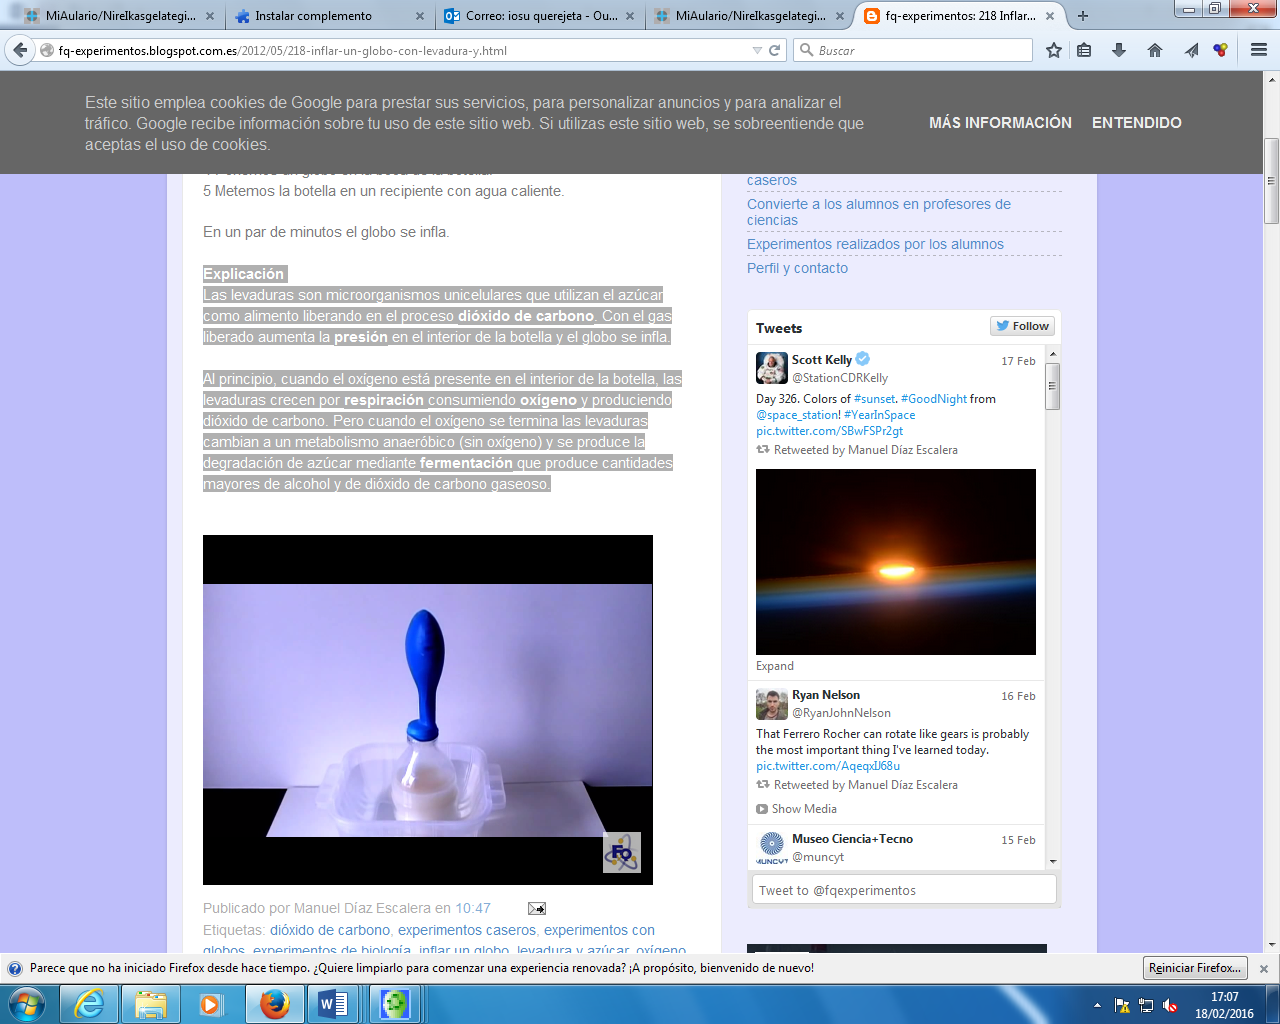 MiAulario/NireIkasgelategi...
Instalar complemento
Correo: iosu querejeta - Ou...
MiAulario/NireIkasgelategi...
fq-experimentos: 218 Inflar...
fq-experimentos.blogspot.com.es/2012/05/218-inflar-un-globo-con-levadura-y.html
Buscar
Este sitio emplea cookies de Google para prestar sus servicios, para personalizar anuncios y para analizar el
tráfico. Google recibe información sobre tu uso de este sitio web. Si utilizas este sitio web, se sobreentiende que
aceptas el uso de cookies.
MÁS INFORMACIÓN ENTENDIDO
5 Metemos la botella en un recipiente con agua caliente.
En un par de minutos el globo se infla.
Explicación
Las levaduras son microorganismos unicelulares que utilizan el azúcar
como alimento liberando en el proceso dióxido de carbono. Con el gas
liberado aumenta la presión en el interior de la botella y el globo se infla.
Al principio, cuando el oxígeno está presente en el interior de la botella, las
levaduras crecen por respiración consumiendo oxígeno y produciendo
dióxido de carbono. Pero cuando el oxígeno se termina las levaduras
cambian a un metabolismo anaeróbico (sin oxígeno) y se produce la
degradación de azúcar mediante fermentación que produce cantidades
mayores de alcohol y de dióxido de carbono gaseoso.
FQ
Publicado por Manuel Díaz Escalera en 10:47
Etiquetas: dióxido de carbono, experimentos caseros, experimentos con
globos, experimentos de biología, inflar un globo, levadura y azúcar, oxígeno
caseros
Convierte a los alumnos en profesores de
ciencias
Experimentos realizados por los alumnos
Perfil y contacto
Tweets
Follow
Scott Kelly
17 Feb
@StationCDRKelly
Day 326. Colors of #sunset. #GoodNight from
@space_station! #YearInSpace
pic.twitter.com/SBwFSPr2gt
Retweeted by Manuel Díaz Escalera
Expand
Ryan Nelson
16 Feb
@RyanJohnNelson
That Ferrero Rocher can rotate like gears is probably
the most important thing I've learned today.
pic.twitter.com/AqeqxIJ68u
Retweeted by Manuel Díaz Escalera
Show Media
Museo Ciencia+Tecno
15 Feb
MUNCYT
@muncyt
Tweet to @fqexperimentos
Parece que no ha iniciado Firefox desde hace tiempo. ¿Quiere limpiarlo para comenzar una experiencia renovada? ¡A propósito, bienvenido de nuevo!
Reiniciar Firefox...
17:07
18/02/2016